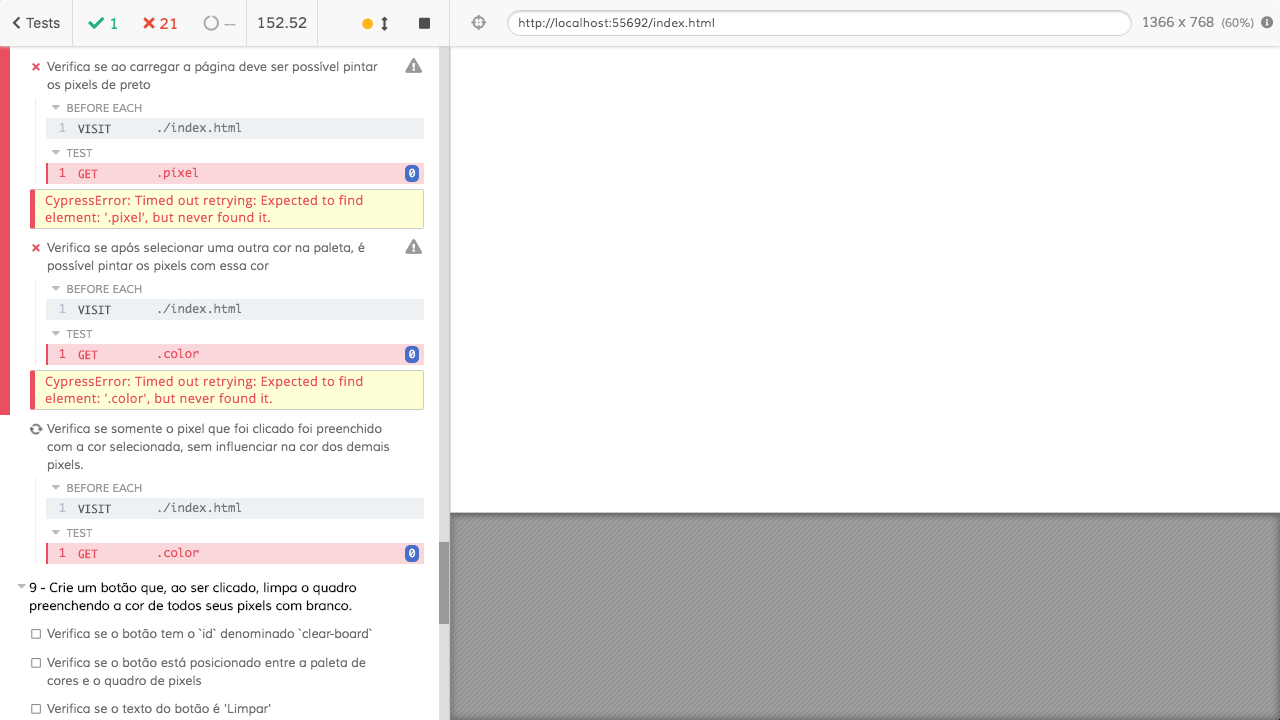 Tests
1
21
--
152.52
http://localhost:55692/index.html
1366 x 768 (60%)
Verifica se ao carregar a página deve ser possível pintar
os pixels de preto
BEFORE EACH
1 VISIT ./index.html
TEST
1 GET .pixel 0
CypressError: Timed out retrying: Expected to find
element: '.pixel', but never found it.
Verifica se após selecionar uma outra cor na paleta, é
possível pintar os pixels com essa cor
BEFORE EACH
1 VISIT ./index.html
TEST
1 GET .color 0
CypressError: Timed out retrying: Expected to find
element: '.color', but never found it.
Verifica se somente o pixel que foi clicado foi preenchido
com a cor selecionada, sem influenciar na cor dos demais
pixels.
BEFORE EACH
1 VISIT ./index.html
TEST
1 GET .color 0
9 - Crie um botão que, ao ser clicado, limpa o quadro
preenchendo a cor de todos seus pixels com branco.
Verifica se o botão tem o `id` denominado `clear-board`
Verifica se o botão está posicionado entre a paleta de
cores e o quadro de pixels
Verifica se o texto do botão é 'Limpar'